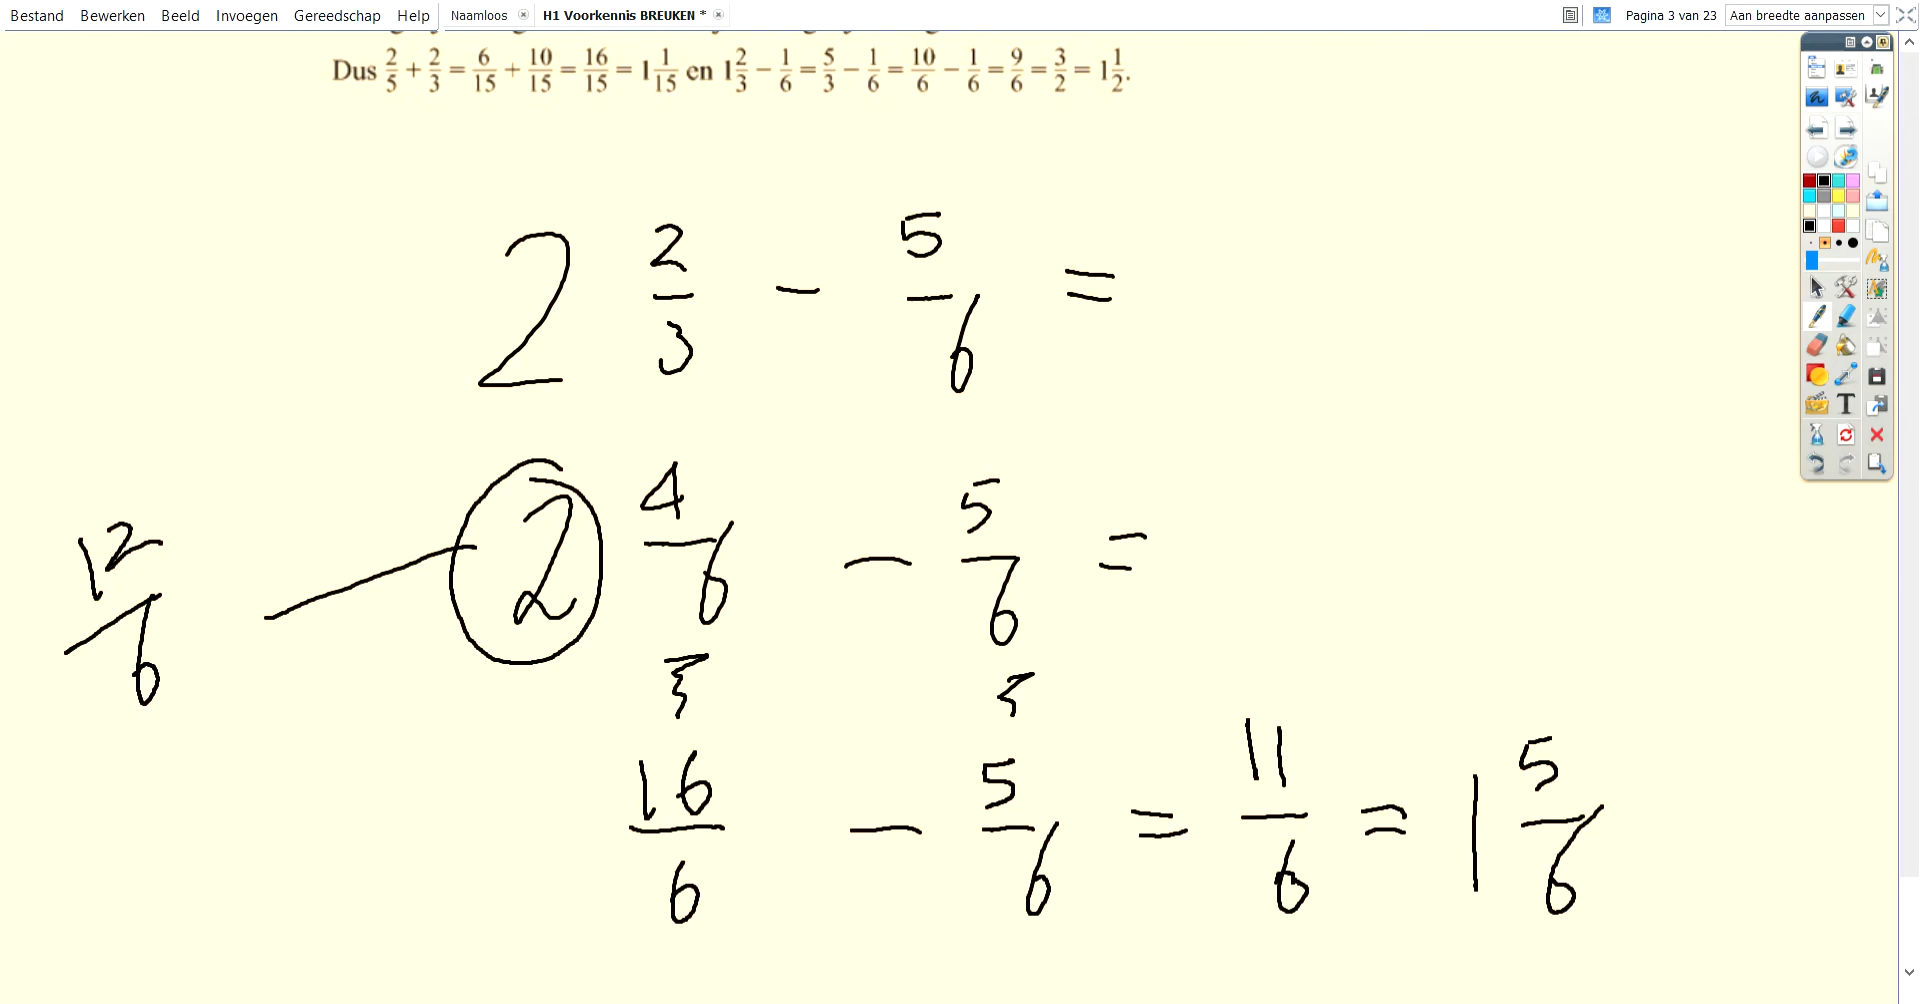 Bestand Bewerken Beeld Invoegen Gereedschap Help Naamloos H1 Voorkennis BREUKEN * Pagina 3 van 23 Aan breedte aanpassen
Dus 2/5 + 2/3 = 6/15 + 10/15 = 16/15 = 1 1/15 en 1 2/3 − 1/6 = 5/3 − 1/6 = 10/6 − 1/6 = 9/6 = 3/2 = 1 1/2.
2 2/3 − 5/6 =
12/6 2 4/6 − 5/6 =
16/6 − 5/6 = 11/6 = 1 5/6